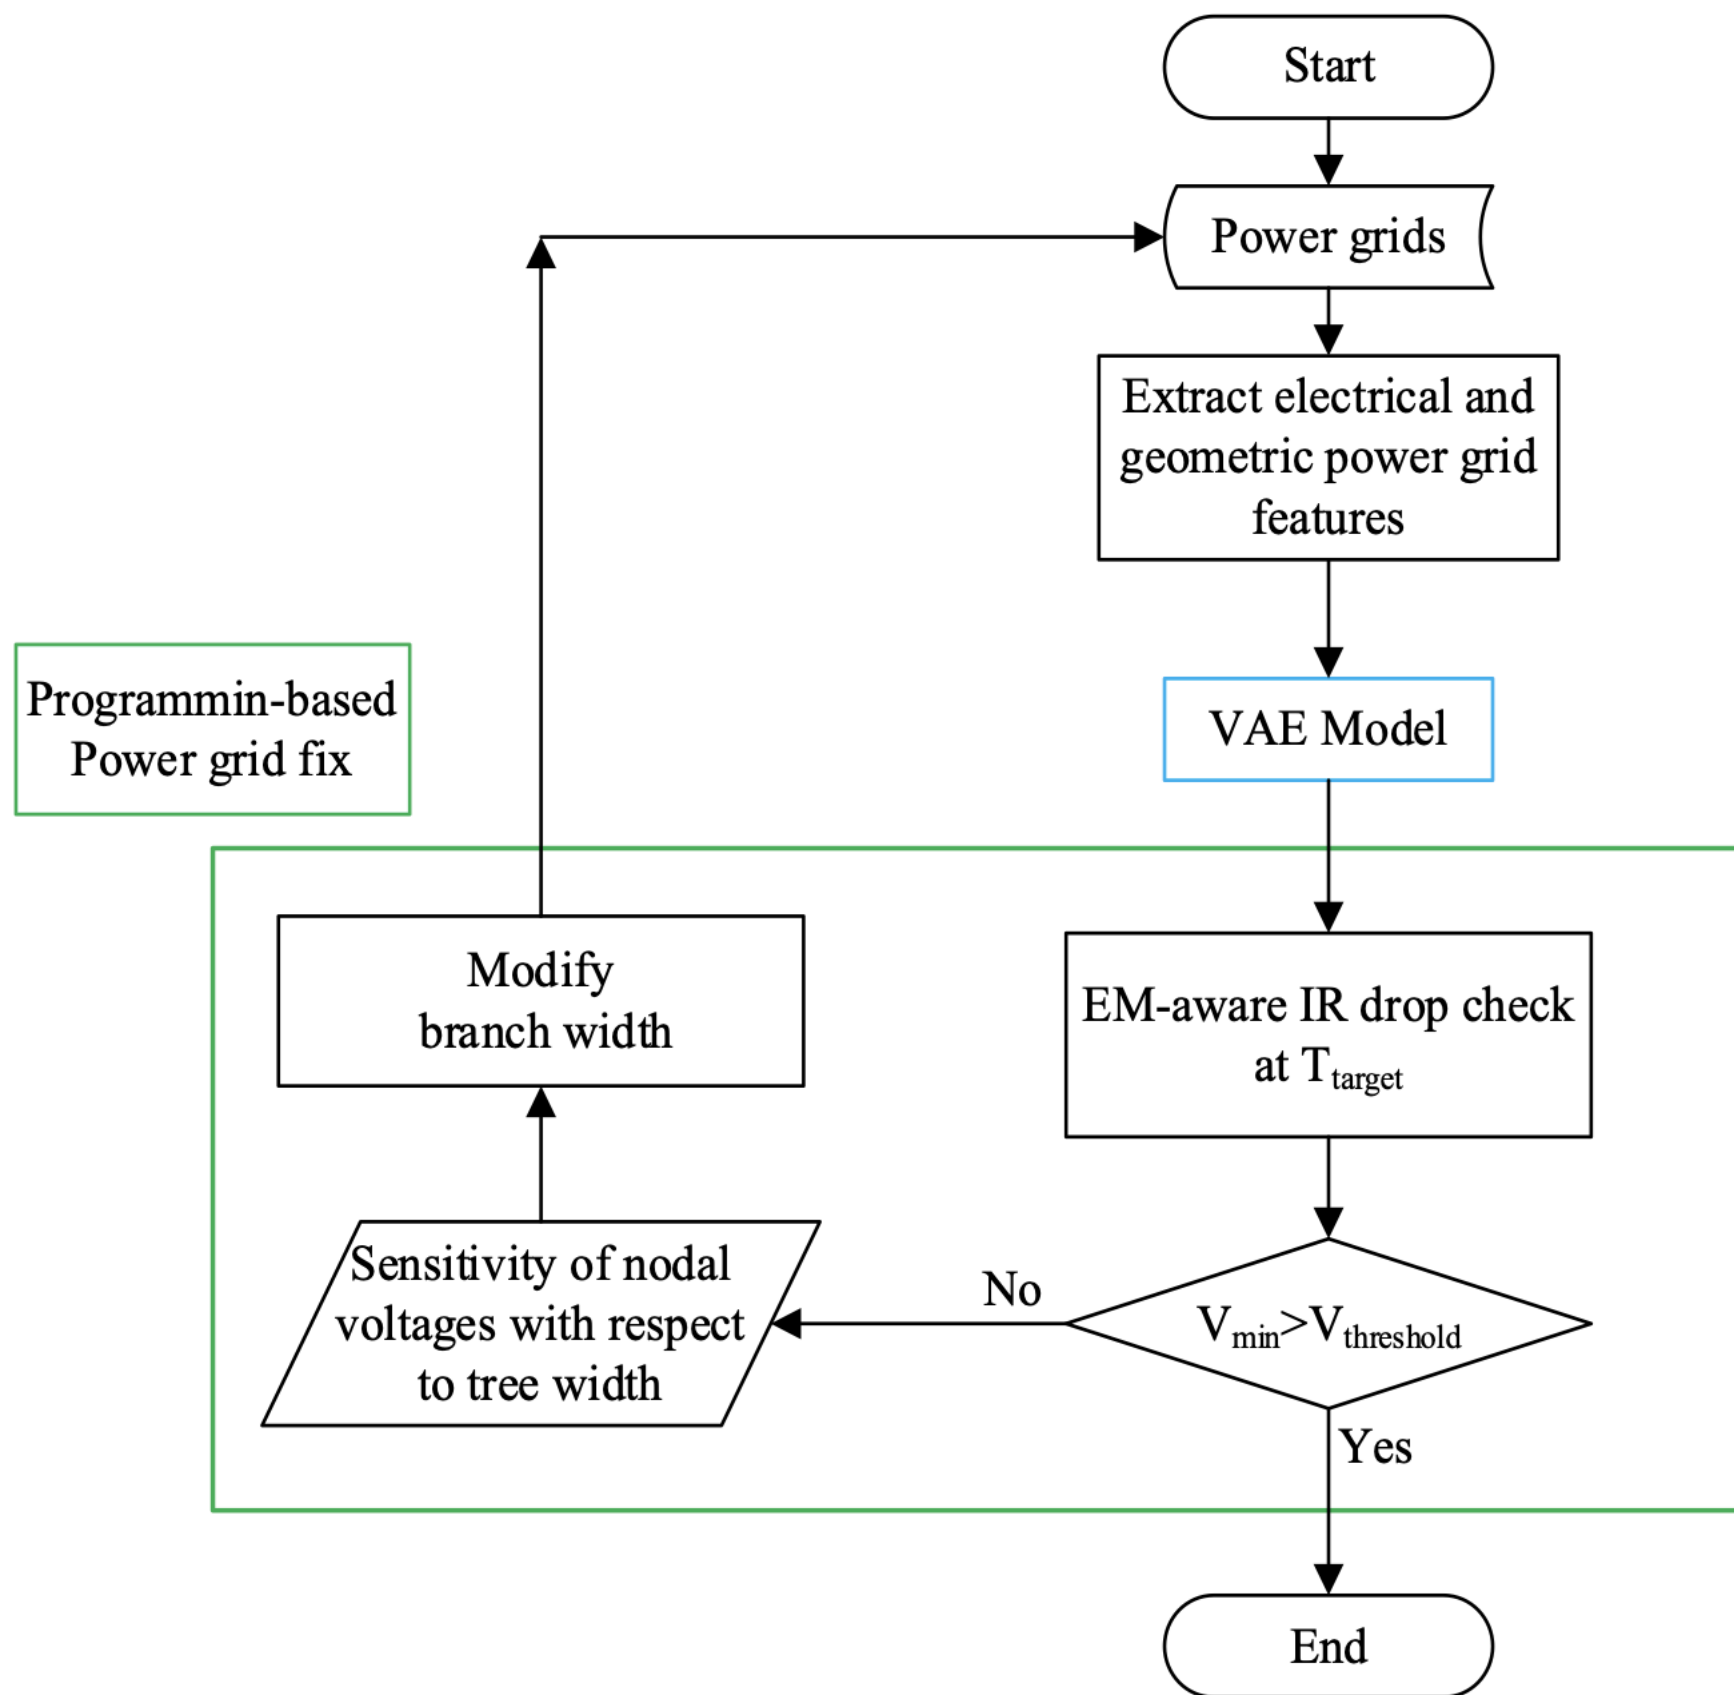 Start
Power grids
Extract electrical and
geometric power grid
features
Programmin-based
Power grid fix
VAE Model
Modify
branch width
EM-aware IR drop check
at Ttarget
Sensitivity of nodal
voltages with respect
to tree width
No
Vmin>Vthreshold
Yes
End